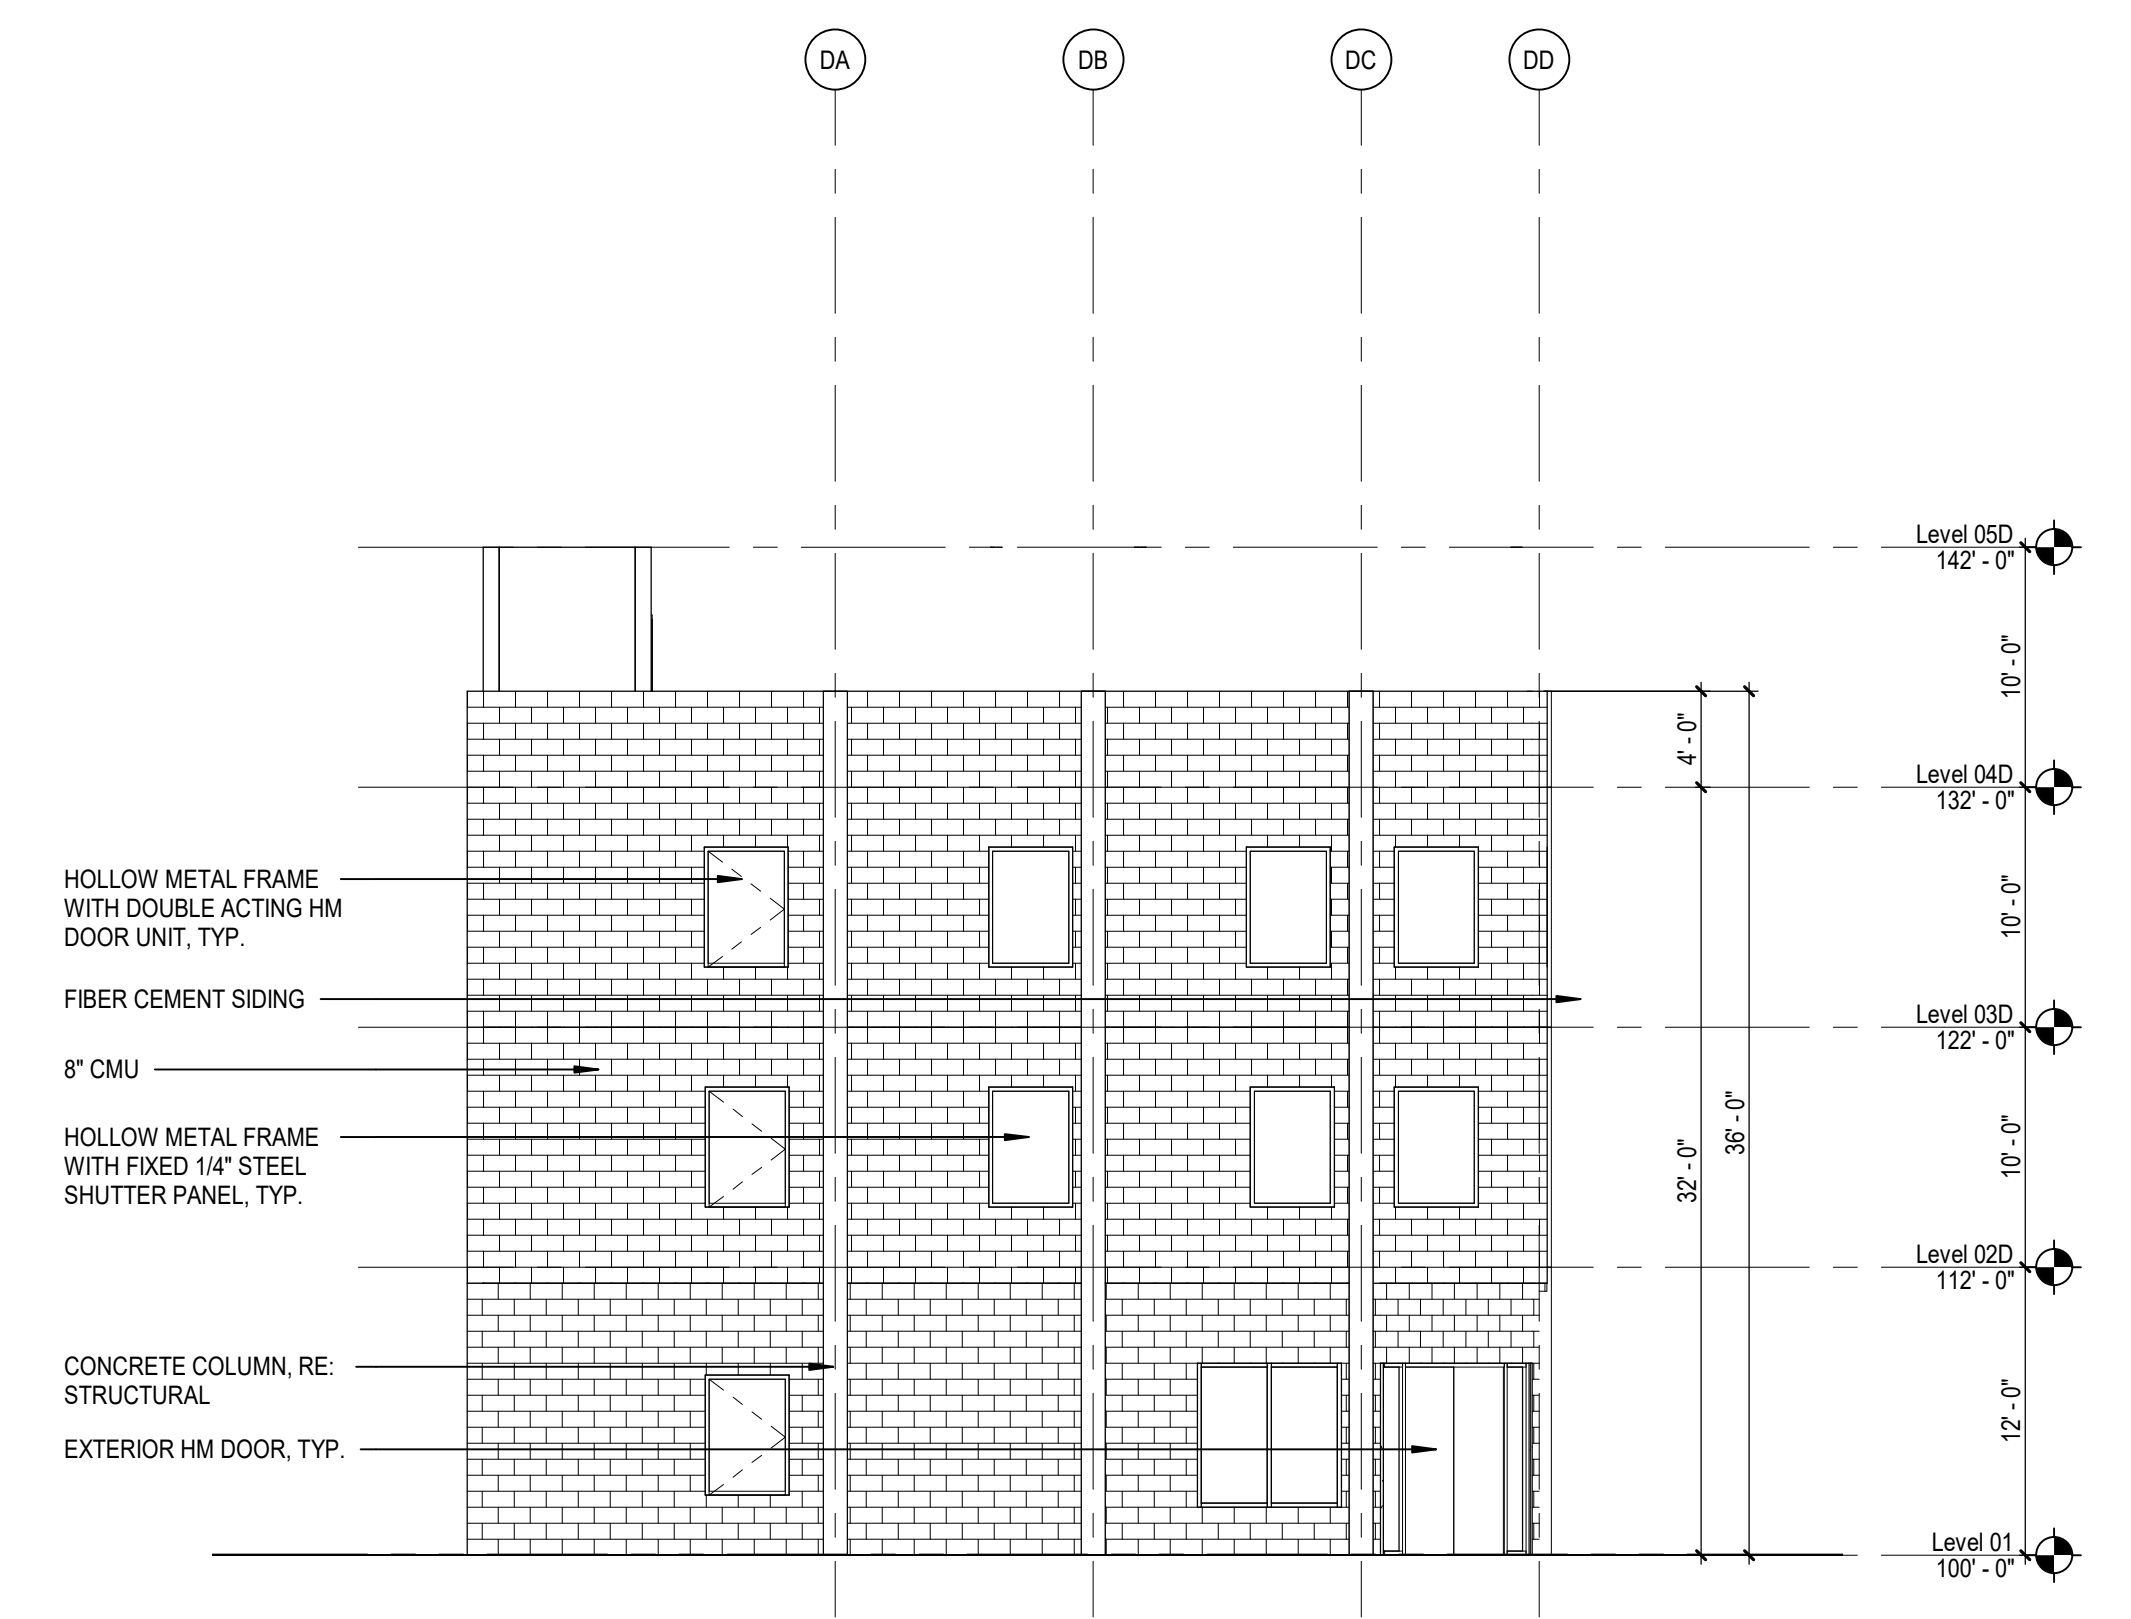 DA
DB
DC
DD
Level 05D
142' - 0"
10' - 0"
4' - 0"
Level 04D
132' - 0"
HOLLOW METAL FRAME
WITH DOUBLE ACTING HM
DOOR UNIT, TYP.
10' - 0"
FIBER CEMENT SIDING
Level 03D
122' - 0"
8" CMU
HOLLOW METAL FRAME
WITH FIXED 1/4" STEEL
SHUTTER PANEL, TYP.
32' - 0"
36' - 0"
10' - 0"
Level 02D
112' - 0"
CONCRETE COLUMN, RE:
STRUCTURAL
12' - 0"
EXTERIOR HM DOOR, TYP.
Level 01
100' - 0"